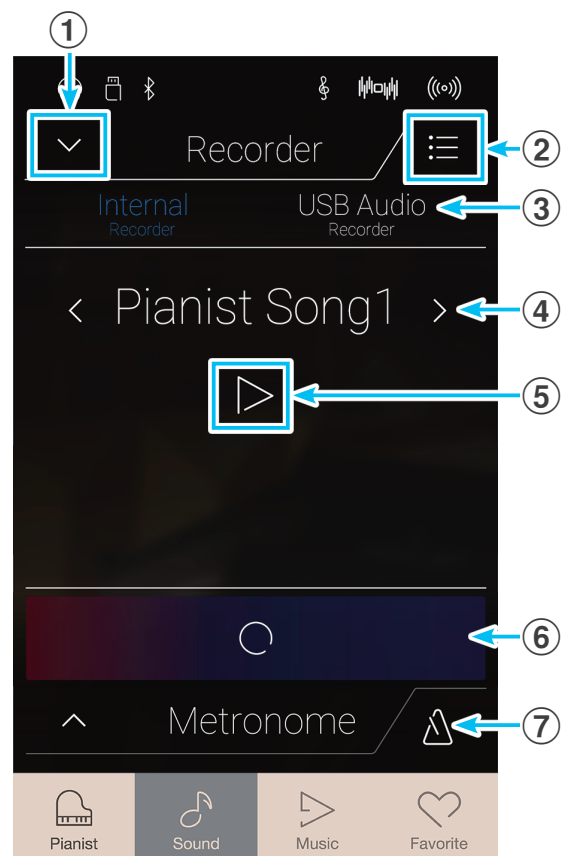 1
2
3
4
5
6
7
Recorder
Internal
Recorder
USB Audio
Recorder
Pianist Song1
Metronome
Pianist
Sound
Music
Favorite